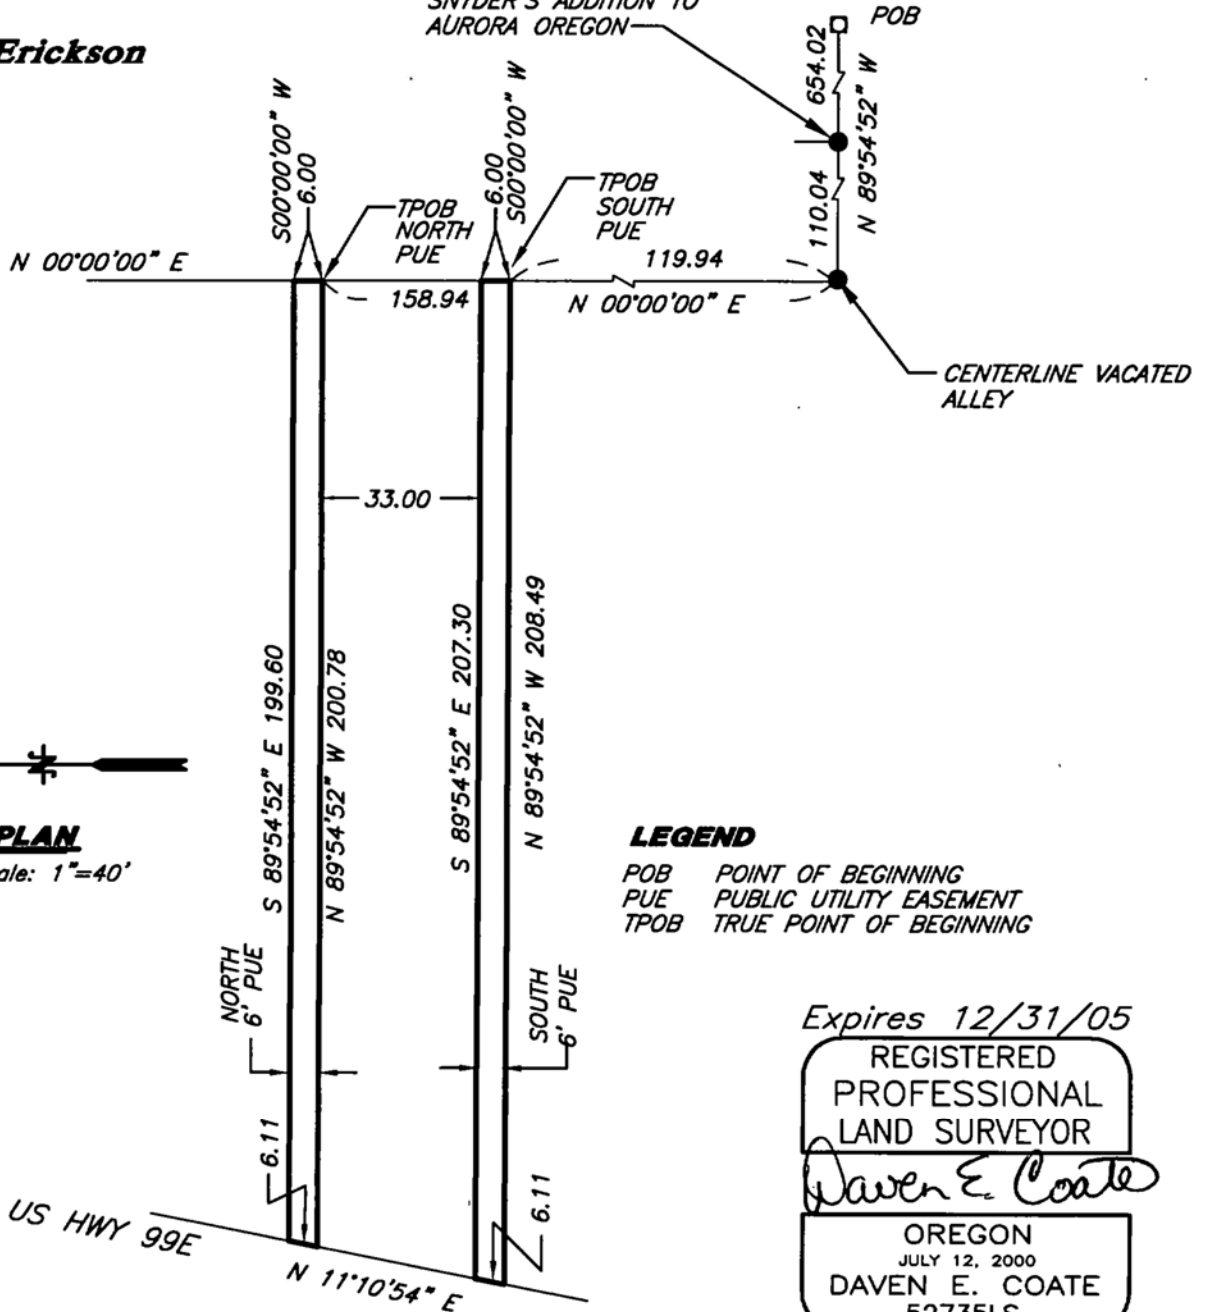 SNYDER'S ADDITION TO
AURORA OREGON
POB
Erickson
654.02
N 89°54'52" W
110.04
S00°00'00" W
6.00
6.00
S00°00'00" W
TPOB
NORTH
PUE
TPOB
SOUTH
PUE
N 00°00'00" E
158.94
119.94
N 00°00'00" E
CENTERLINE VACATED
ALLEY
33.00
S 89°54'52" E 199.60
N 89°54'52" W 200.78
S 89°54'52" E 207.30
N 89°54'52" W 208.49
N
PLAN
ale: 1"=40'
LEGEND
POB POINT OF BEGINNING
PUE PUBLIC UTILITY EASEMENT
TPOB TRUE POINT OF BEGINNING
NORTH
6' PUE
SOUTH
6' PUE
6.11
6.11
US HWY 99E
N 11°10'54" E
Expires 12/31/05
REGISTERED
PROFESSIONAL
LAND SURVEYOR
Daven E. Coate
OREGON
JULY 12, 2000
DAVEN E. COATE
52735LS